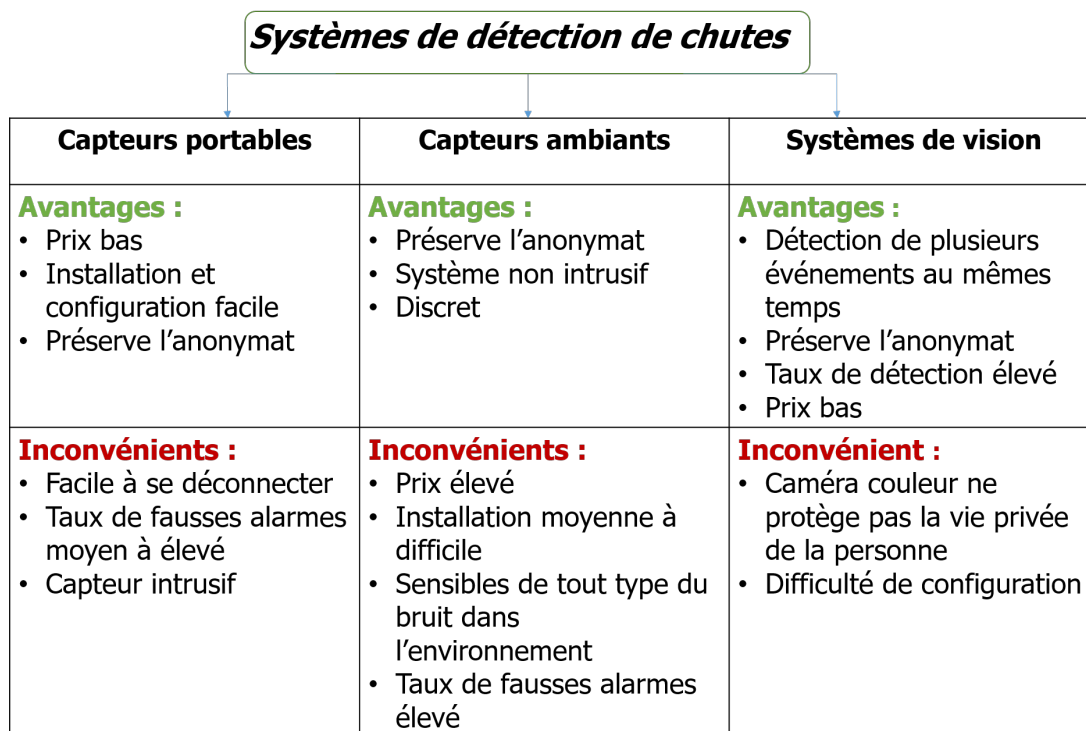 Systèmes de détection de chutes
Capteurs portables
Capteurs ambiants
Systèmes de vision
Avantages :
• Prix bas
• Installation et
configuration facile
• Préserve l'anonymat
Avantages :
• Préserve l'anonymat
• Système non intrusif
• Discret
Avantages :
• Détection de plusieurs
événements au mêmes
temps
• Préserve l'anonymat
• Taux de détection élevé
• Prix bas
Inconvénients :
• Facile à se déconnecter
• Taux de fausses alarmes
moyen à élevé
• Capteur intrusif
Inconvénients :
• Prix élevé
• Installation moyenne à
difficile
• Sensibles de tout type du
bruit dans
l'environnement
• Taux de fausses alarmes
élevé
Inconvénient :
• Caméra couleur ne
protège pas la vie privée
de la personne
• Difficulté de configuration